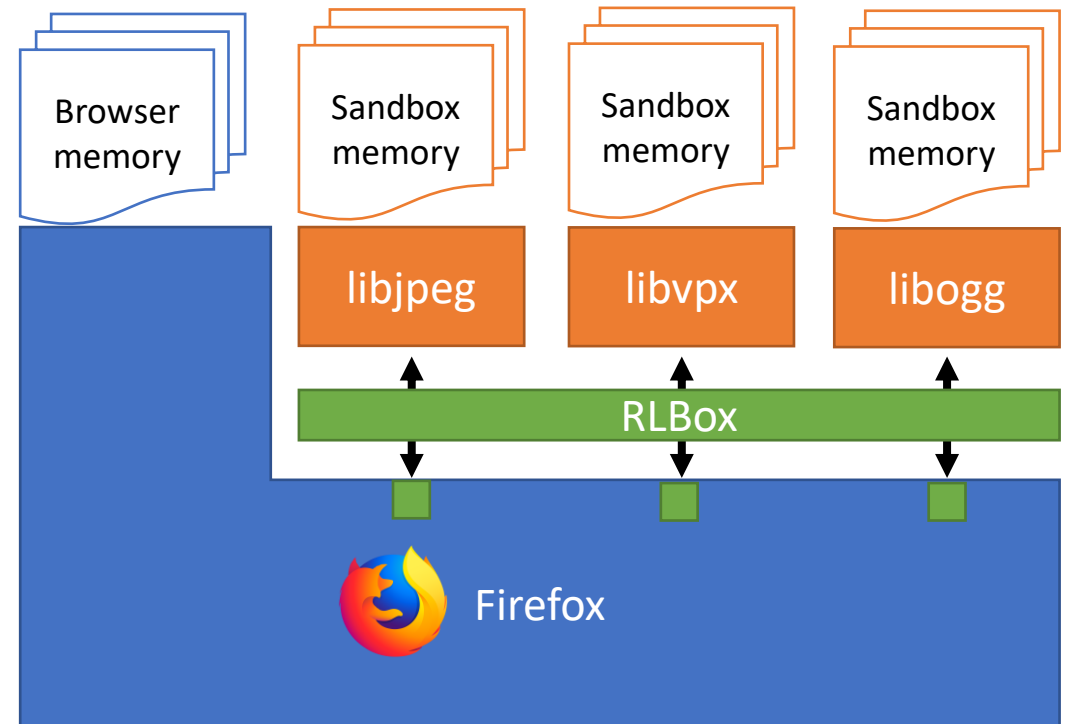 Browser
memory
Sandbox
memory
Sandbox
memory
Sandbox
memory
libjpeg
libvpx
libogg
RLBox
Firefox